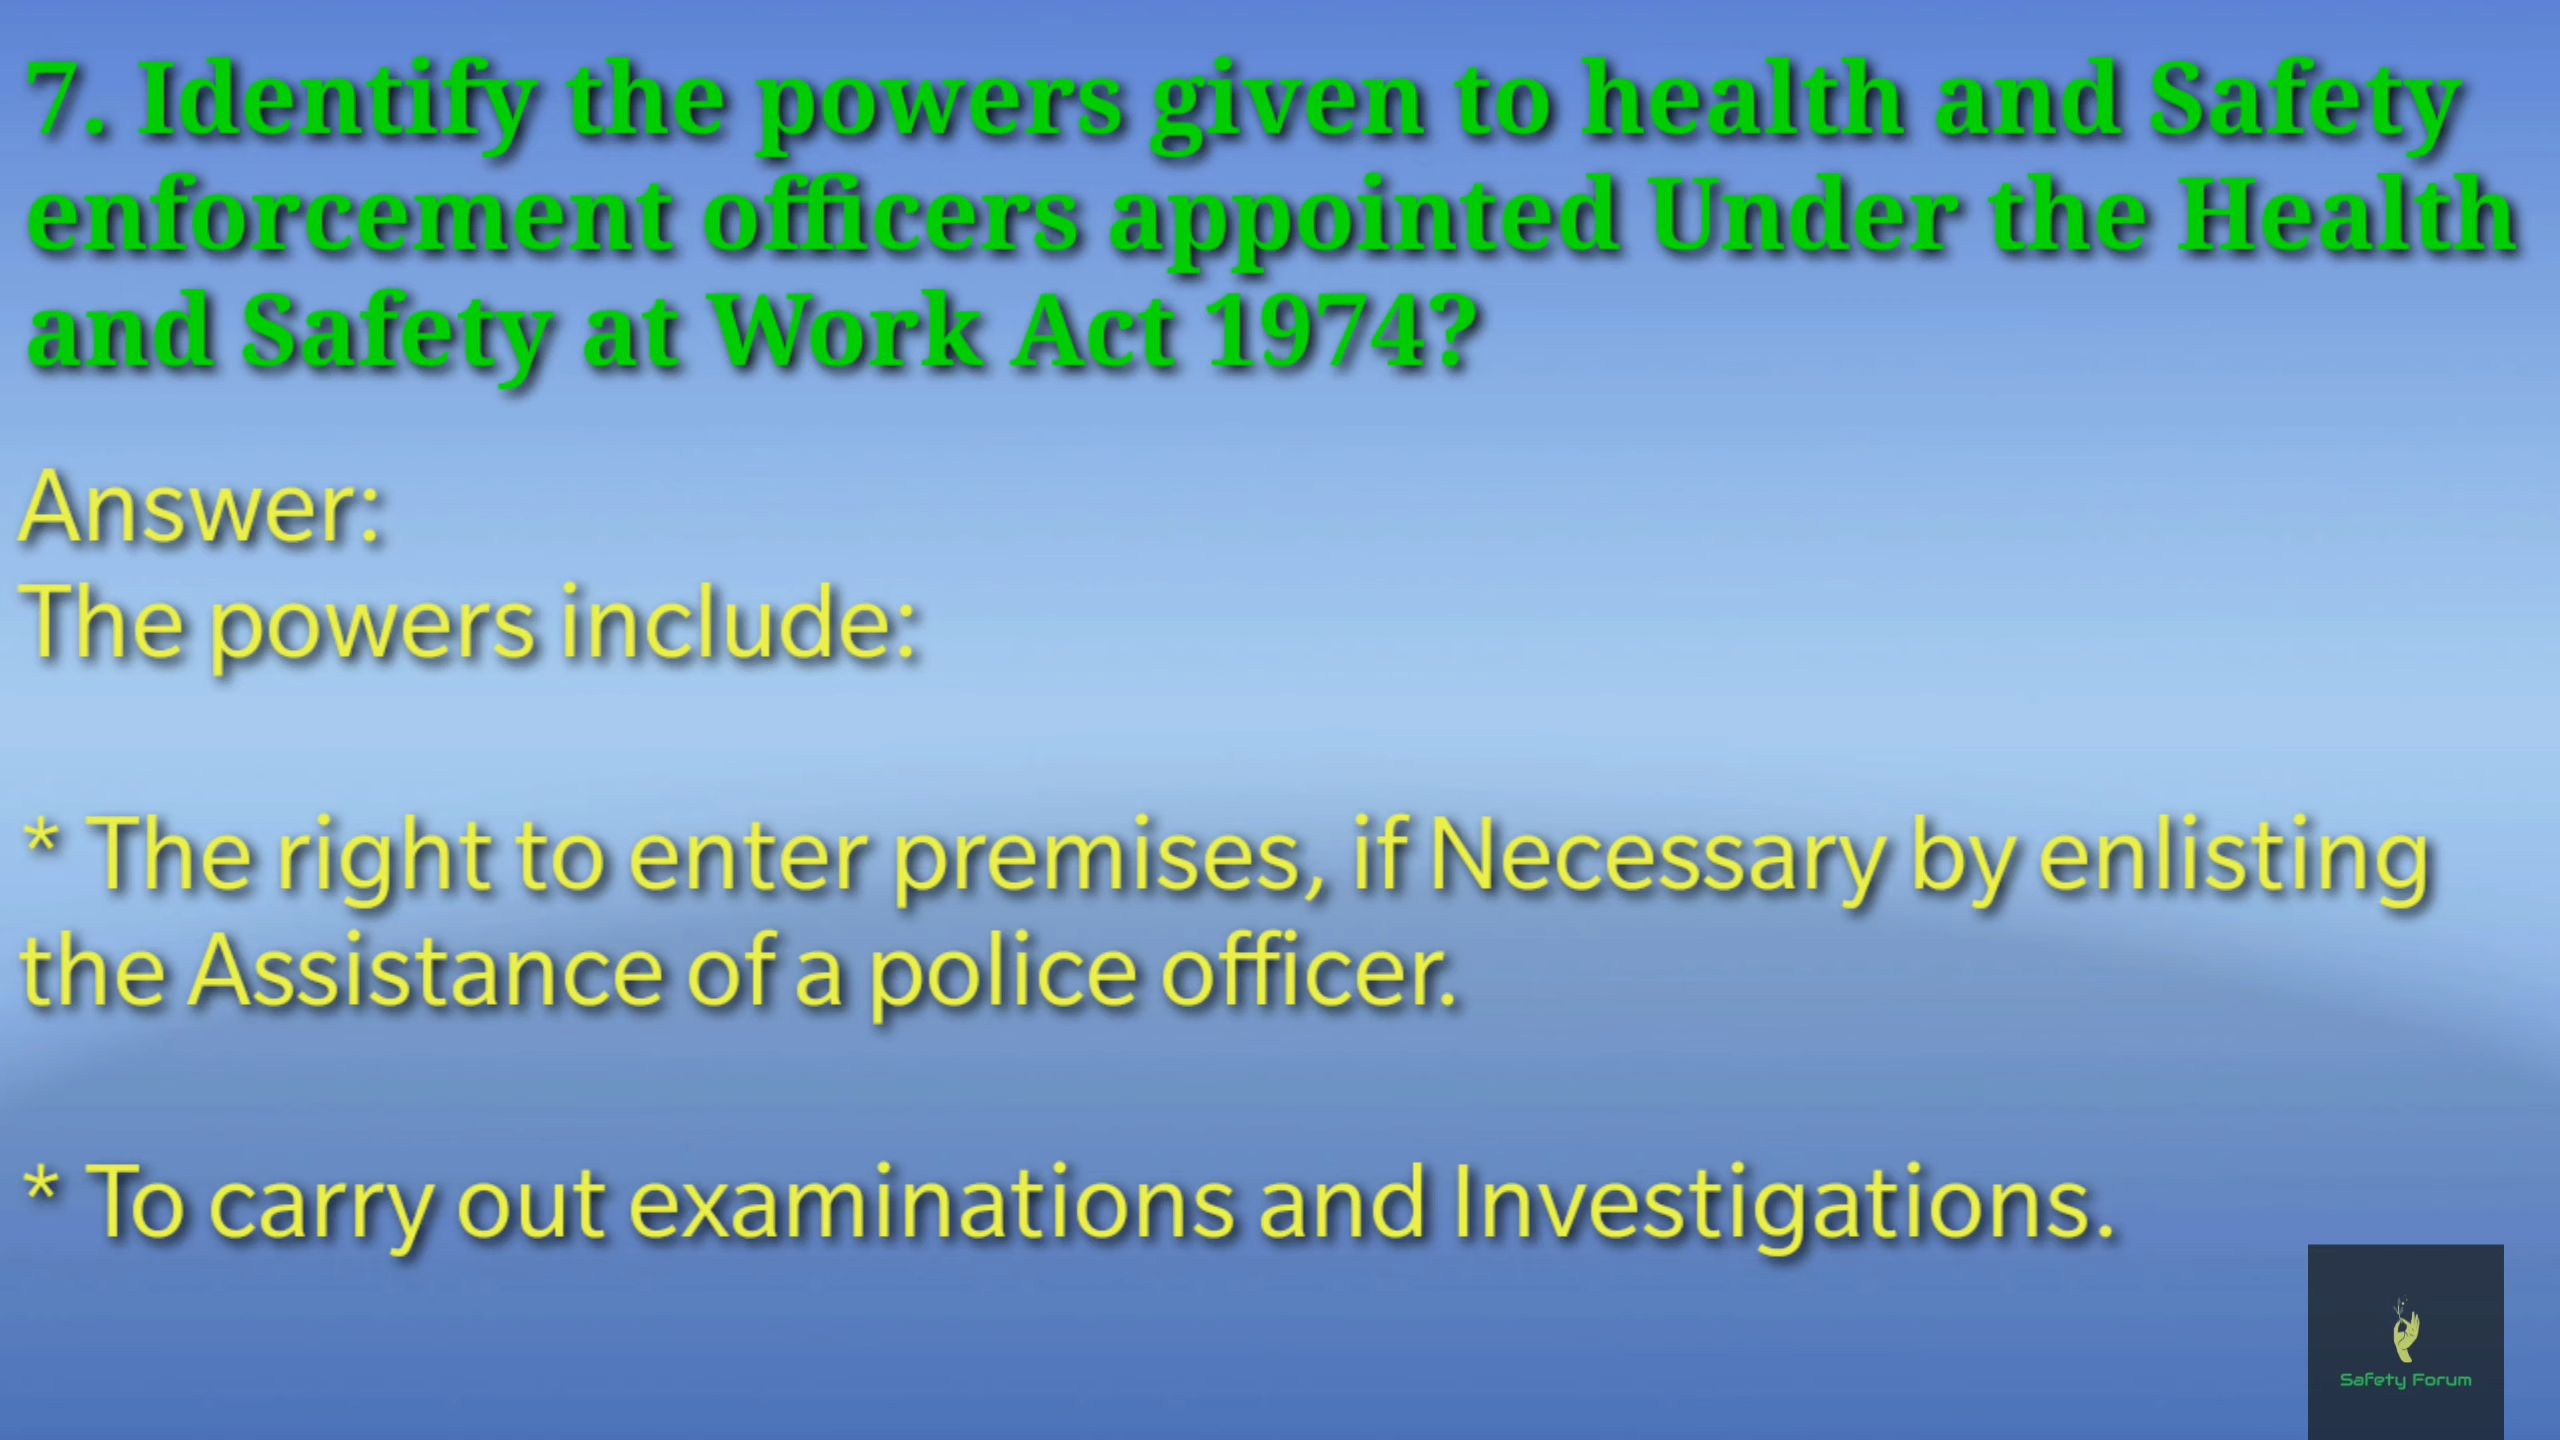 7. Identify the powers given to health and Safety
enforcement officers appointed Under the Health
and Safety at Work Act 1974?
Answer:
The powers include:
* The right to enter premises, if Necessary by enlisting
the Assistance of a police officer.
* To carry out examinations and Investigations.
Safety Forum